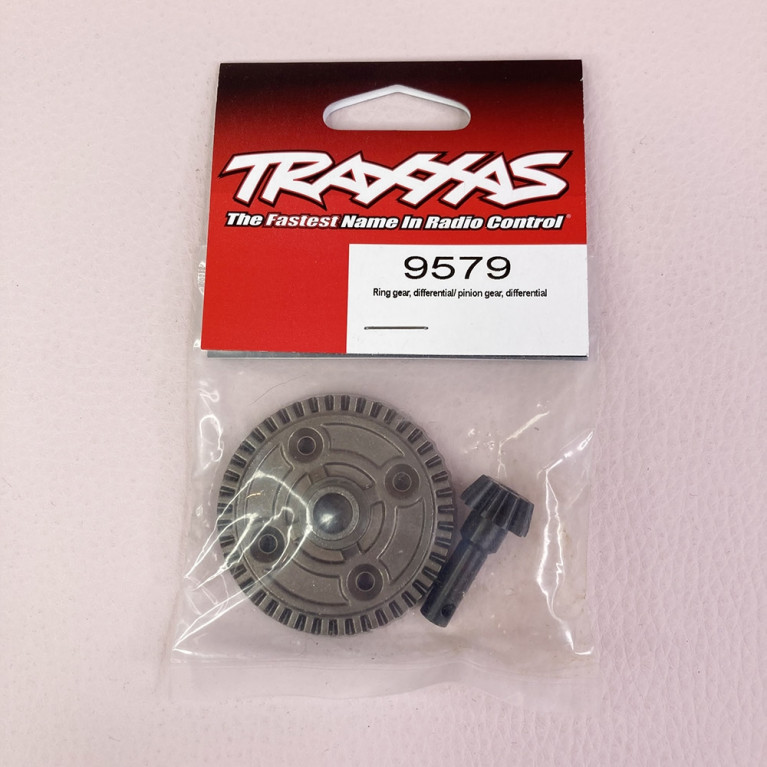 TRAXXAS
The Fastest Name In Radio Control®
9579
Ring gear, differential/ pinion gear, differential